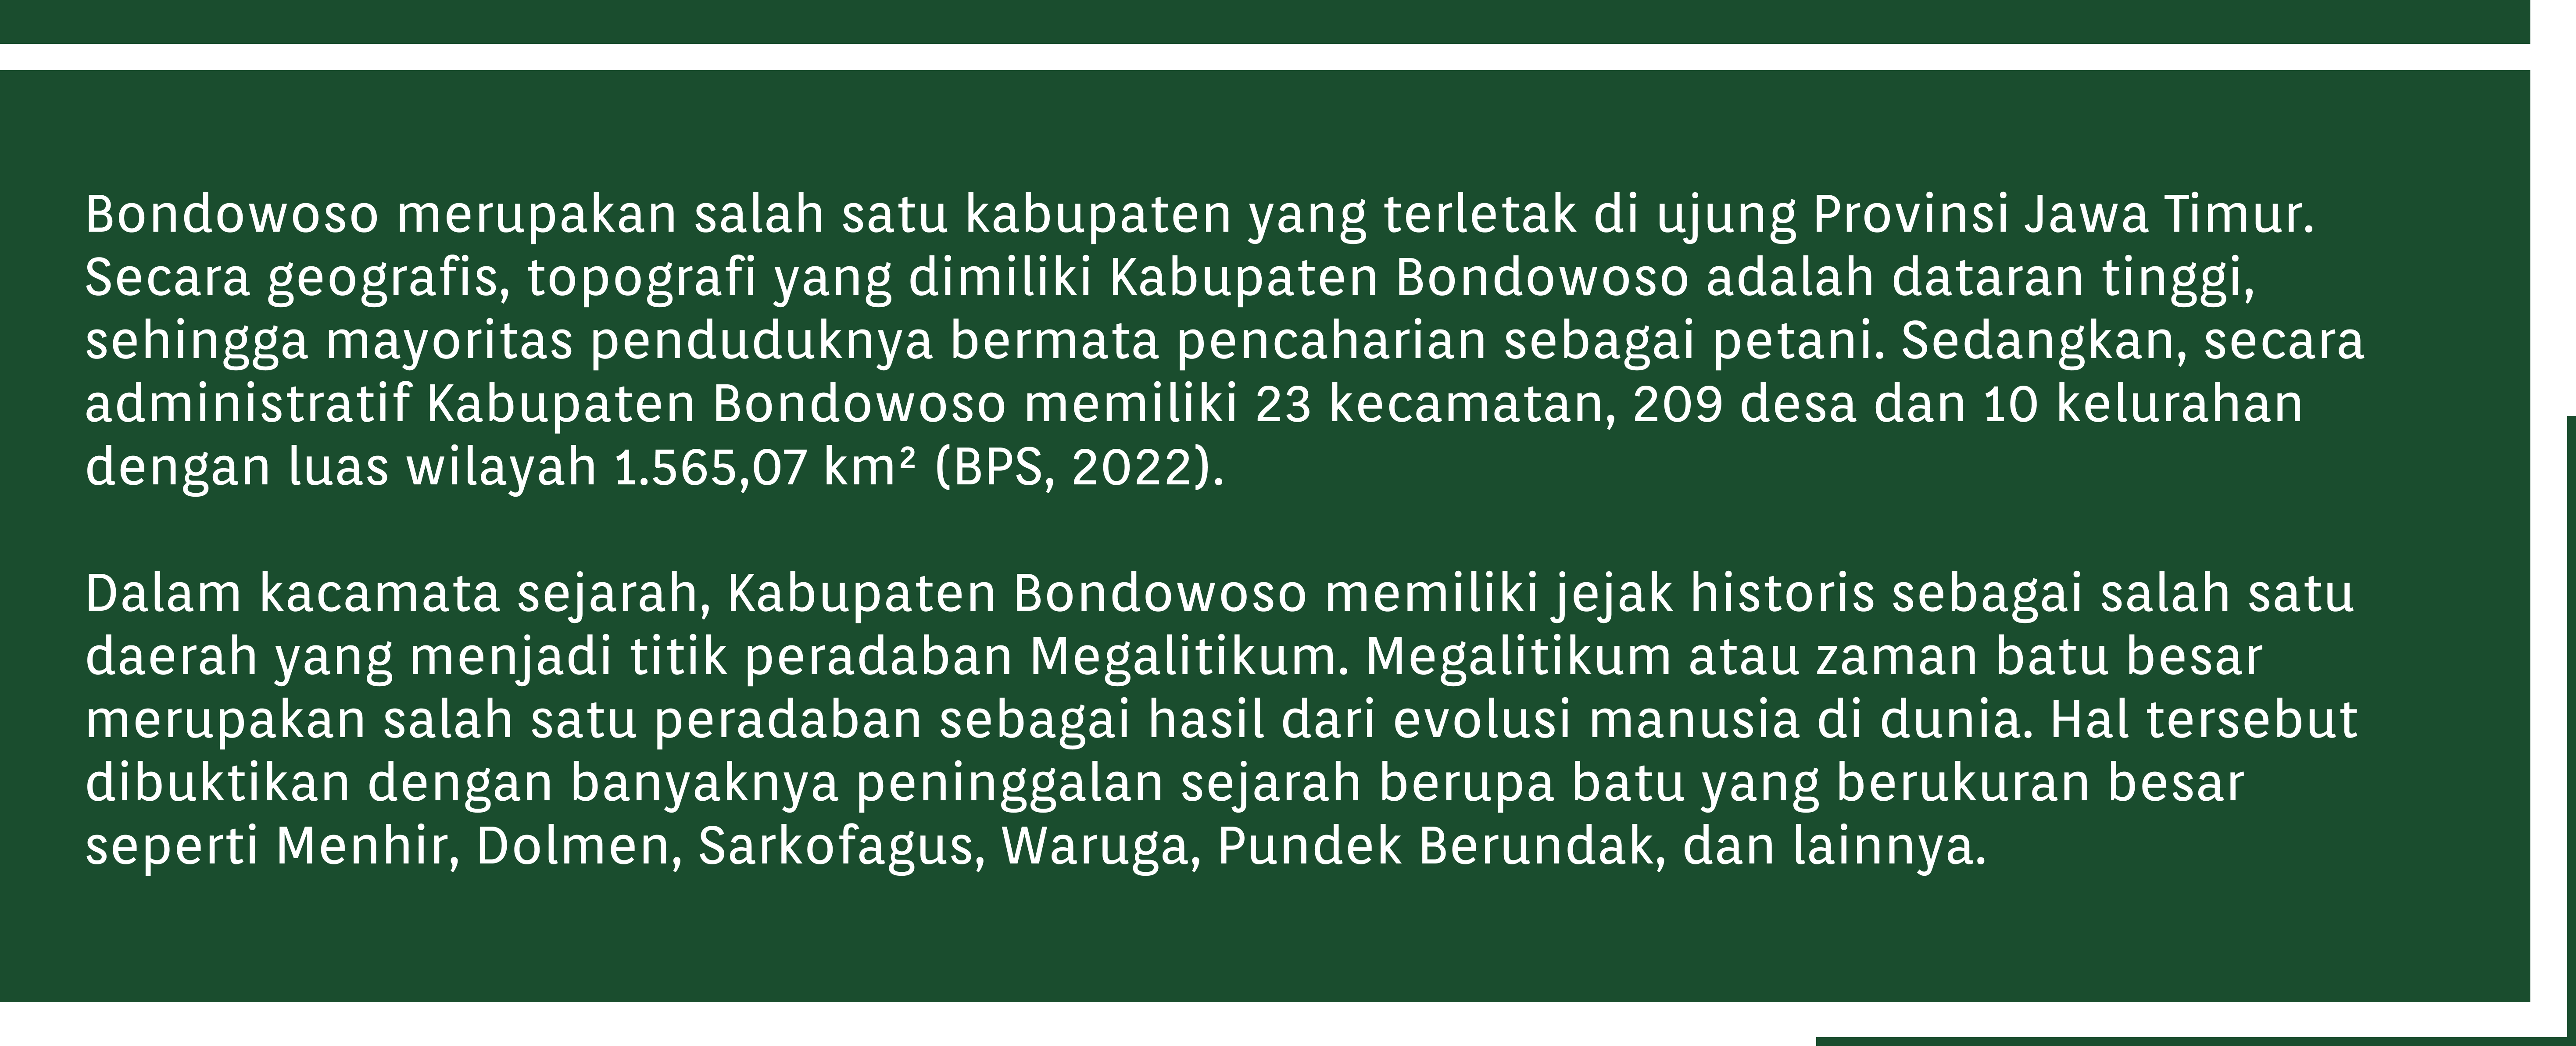 Bondowoso merupakan salah satu kabupaten yang terletak di ujung Provinsi Jawa Timur.
Secara geografis, topografi yang dimiliki Kabupaten Bondowoso adalah dataran tinggi,
sehingga mayoritas penduduknya bermata pencaharian sebagai petani. Sedangkan, secara
administratif Kabupaten Bondowoso memiliki 23 kecamatan, 209 desa dan 10 kelurahan
dengan luas wilayah 1.565,07 km² (BPS, 2022).
Dalam kacamata sejarah, Kabupaten Bondowoso memiliki jejak historis sebagai salah satu
daerah yang menjadi titik peradaban Megalitikum. Megalitikum atau zaman batu besar
merupakan salah satu peradaban sebagai hasil dari evolusi manusia di dunia. Hal tersebut
dibuktikan dengan banyaknya peninggalan sejarah berupa batu yang berukuran besar
seperti Menhir, Dolmen, Sarkofagus, Waruga, Pundek Berundak, dan lainnya.